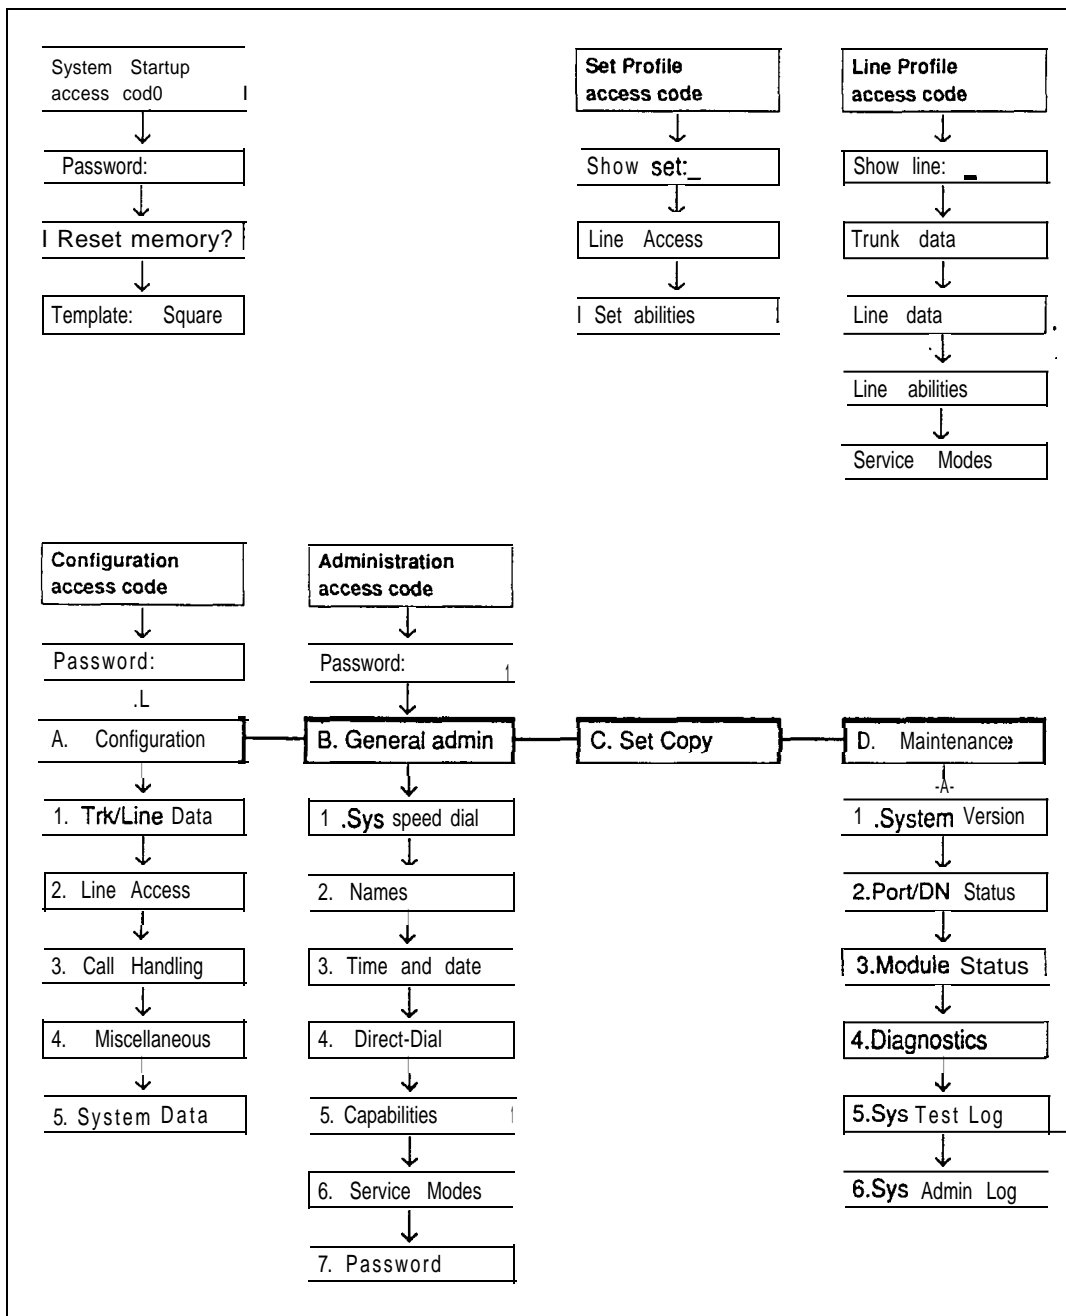 System Startup
access cod0
Password:
Reset memory?
Template: Square
Set Profile
access code
Show set:_
Line Access
Set abilities
Line Profile
access code
Show line: _
Trunk data
Line data
Line abilities
Service Modes
Configuration
access code
Password:
.L
A. Configuration
1. Trk/Line Data
2. Line Access
3. Call Handling
4. Miscellaneous
5. System Data
Administration
access code
Password:
B. General admin
1 .Sys speed dial
2. Names
3. Time and date
4. Direct-Dial
5. Capabilities
6. Service Modes
7. Password
C. Set Copy
D. Maintenance
-A-
1 .System Version
2.Port/DN Status
3.Module Status
4.Diagnostics
5.Sys Test Log
6.Sys Admin Log